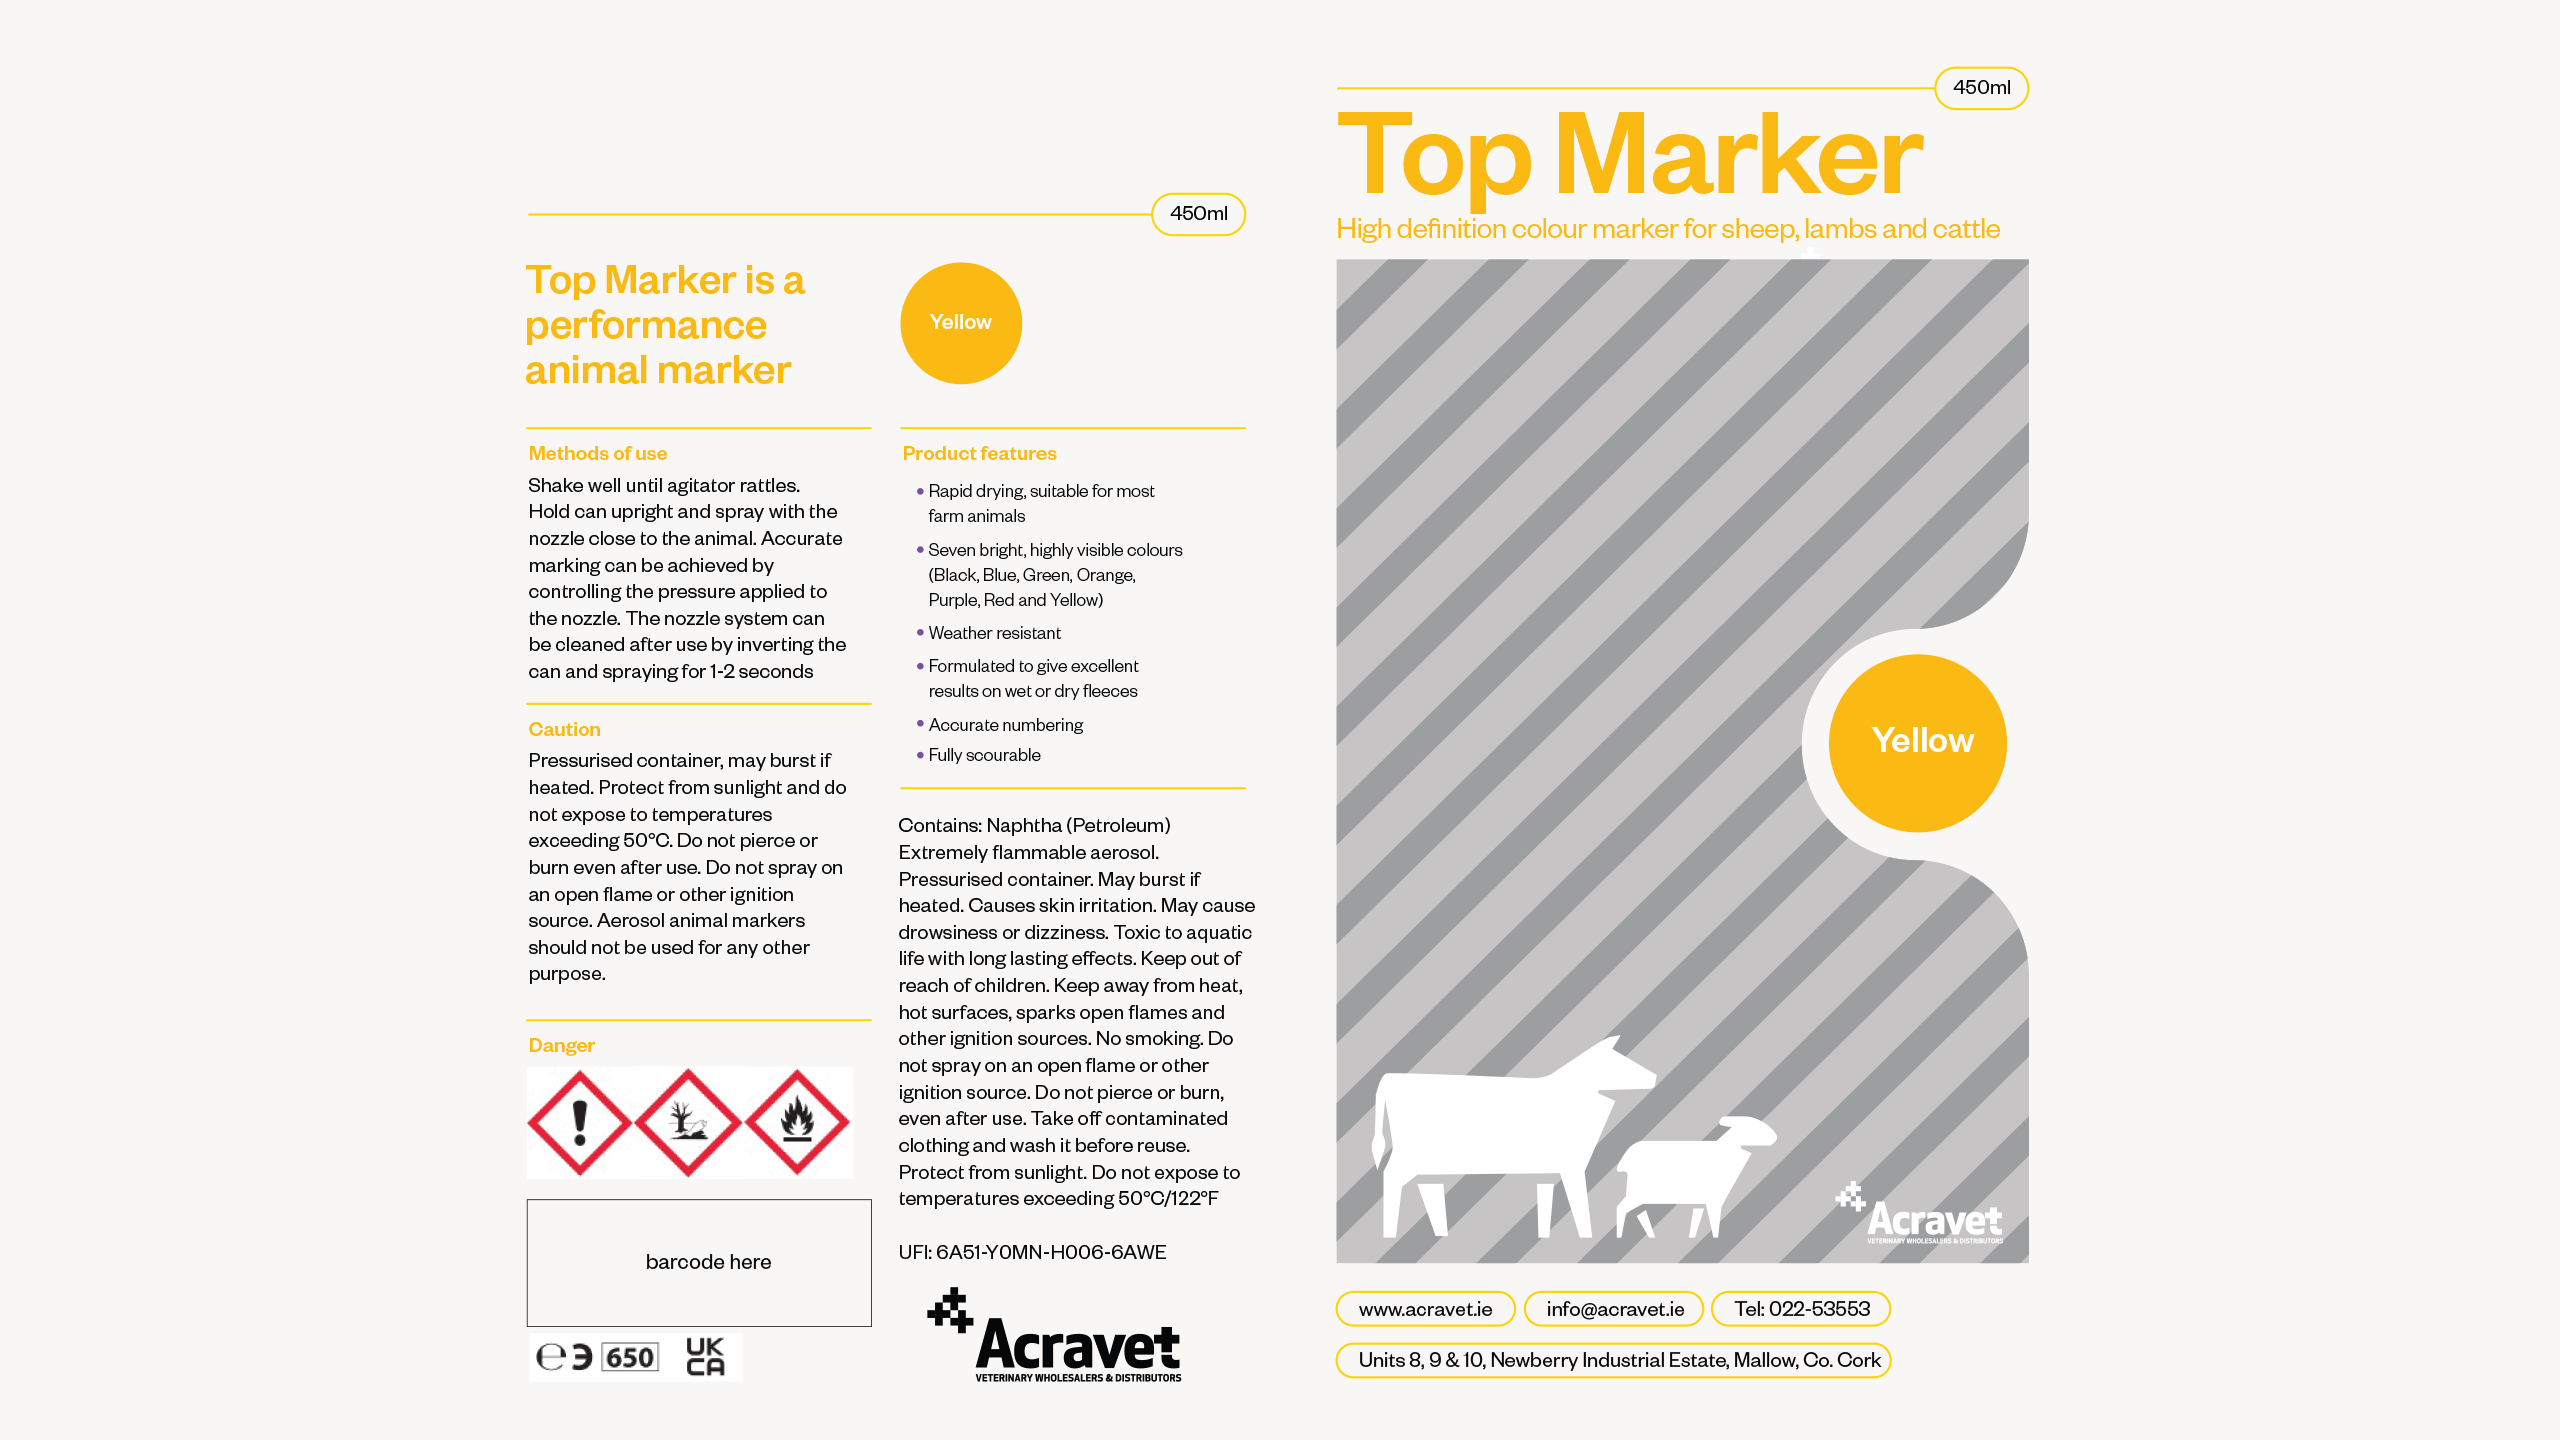 450ml
Top Marker is a
performance
animal marker
Yellow
Methods of use
Shake well until agitator rattles.
Hold can upright and spray with the
nozzle close to the animal. Accurate
marking can be achieved by
controlling the pressure applied to
the nozzle. The nozzle system can
be cleaned after use by inverting the
can and spraying for 1-2 seconds
Caution
Pressurised container, may burst if
heated. Protect from sunlight and do
not expose to temperatures
exceeding 50°C. Do not pierce or
burn even after use. Do not spray on
an open flame or other ignition
source. Aerosol animal markers
should not be used for any other
purpose.
Danger
barcode here
℮ 3 650 UK
CA
Product features
• Rapid drying, suitable for most
farm animals
• Seven bright, highly visible colours
(Black, Blue, Green, Orange,
Purple, Red and Yellow)
• Weather resistant
• Formulated to give excellent
results on wet or dry fleeces
• Accurate numbering
• Fully scourable
Contains: Naphtha (Petroleum)
Extremely flammable aerosol.
Pressurised container. May burst if
heated. Causes skin irritation. May cause
drowsiness or dizziness. Toxic to aquatic
life with long lasting effects. Keep out of
reach of children. Keep away from heat,
hot surfaces, sparks open flames and
other ignition sources. No smoking. Do
not spray on an open flame or other
ignition source. Do not pierce or burn,
even after use. Take off contaminated
clothing and wash it before reuse.
Protect from sunlight. Do not expose to
temperatures exceeding 50°C/122°F
UFI: 6A51-Y0MN-H006-6AWE
Acravet
VETERINARY WHOLESALERS & DISTRIBUTORS
450ml
Top Marker
High definition colour marker for sheep, lambs and cattle
Yellow
Acravet
VETERINARY WHOLESALERS & DISTRIBUTORS
www.acravet.ie
info@acravet.ie
Tel: 022-53553
Units 8, 9 & 10, Newberry Industrial Estate, Mallow, Co. Cork